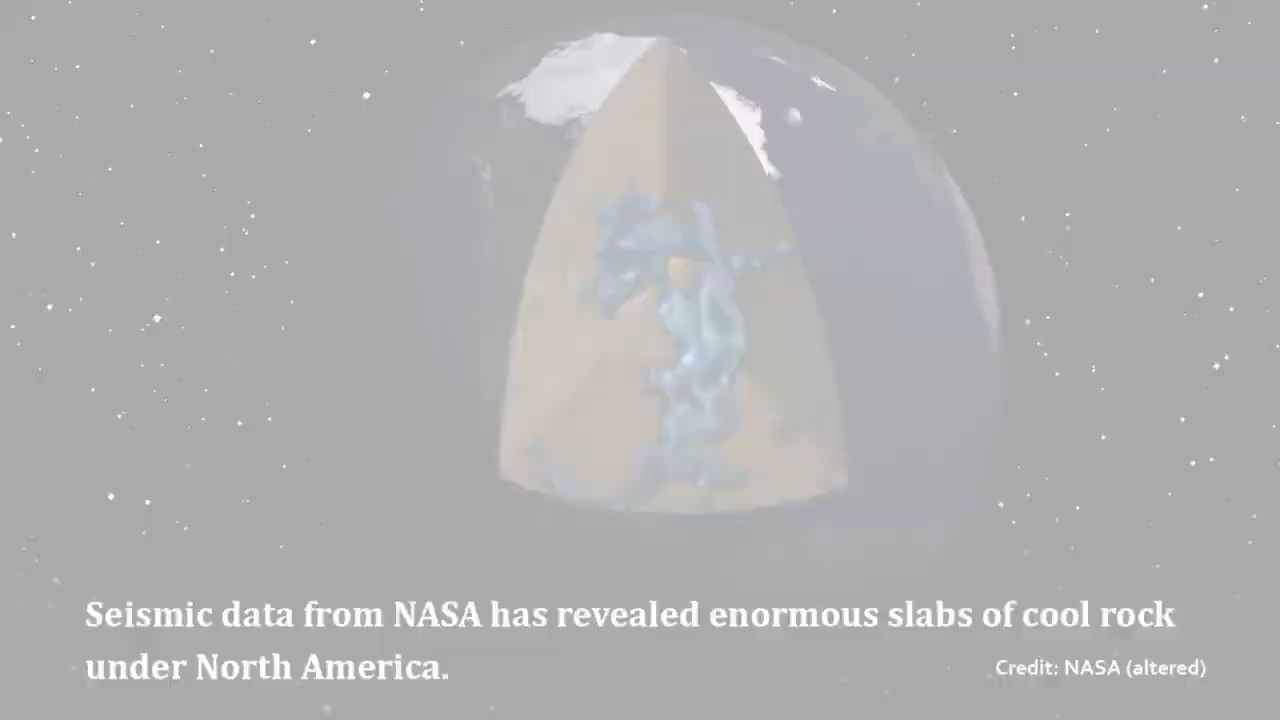 Seismic data from NASA has revealed enormous slabs of cool rock
under North America.
Credit: NASA (altered)